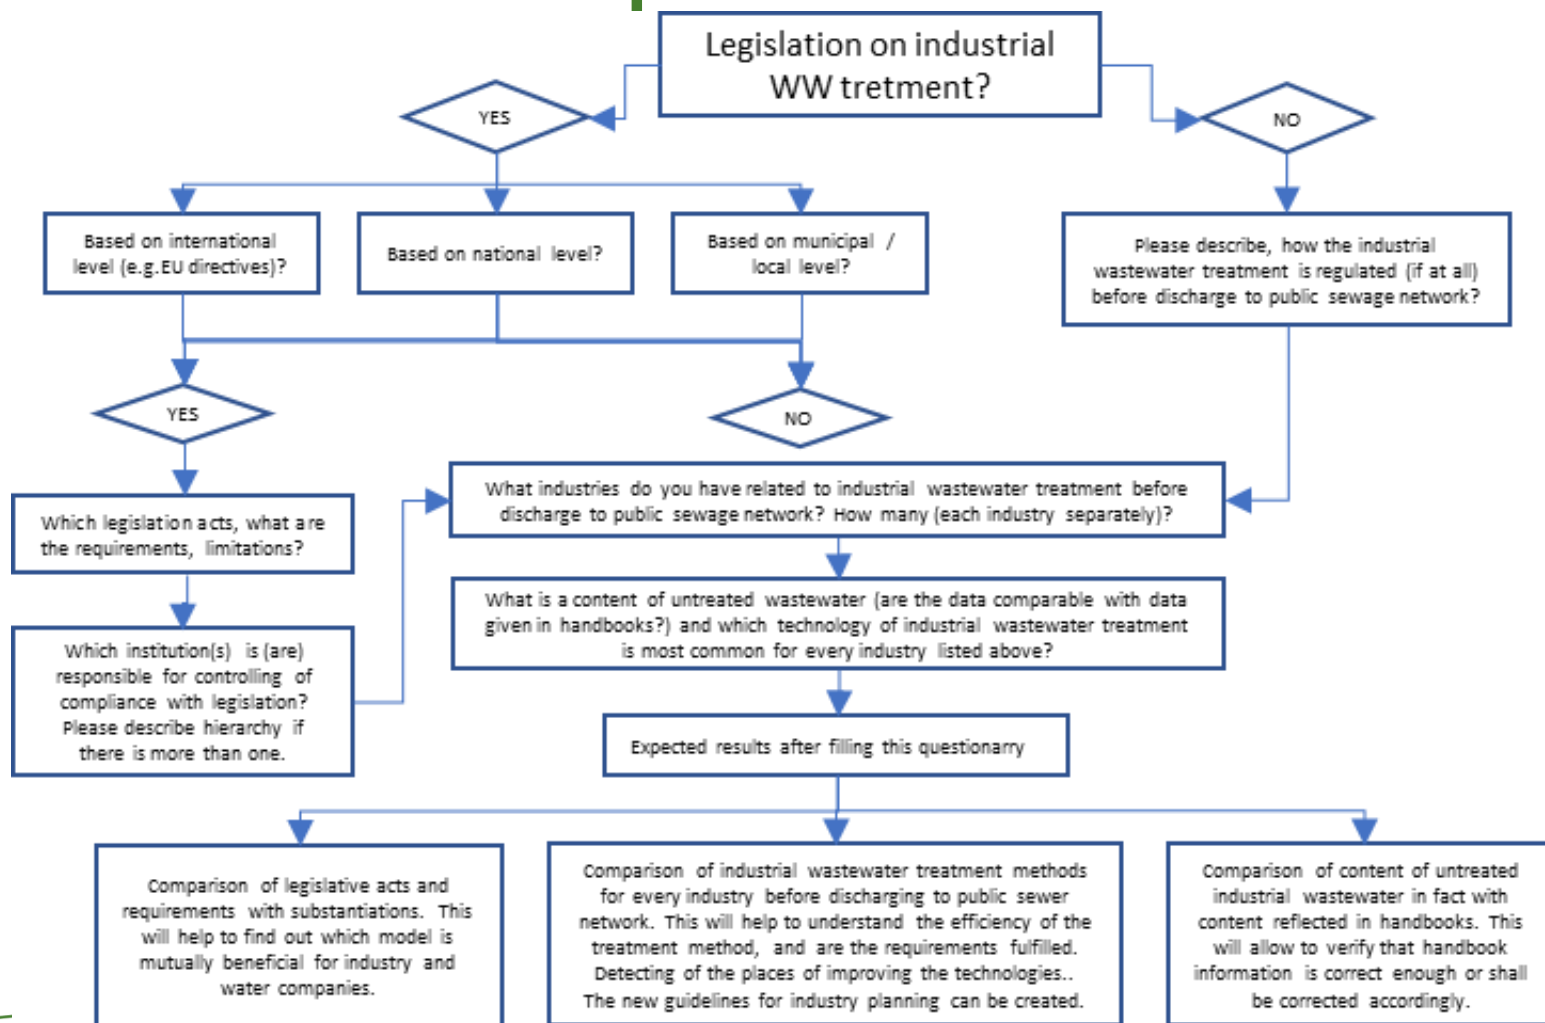 Legislation on industrial
WW tretment?
YES
NO
Based on international
level (e.g.EU directives)?
Based on national level?
Based on municipal /
local level?
Please describe, how the industrial
wastewater treatment is regulated (if at all)
before discharge to public sewage network?
YES
NO
Which legislation acts, what are
the requirements, limitations?
What industries do you have related to industrial wastewater treatment before
discharge to public sewage network? How many (each industry separately)?
What is a content of untreated wastewater (are the data comparable with data
given in handbooks?) and which technology of industrial wastewater treatment
is most common for every industry listed above?
Which institution(s) is (are)
responsible for controlling of
compliance with legislation?
Please describe hierarchy if
there is more than one.
Expected results after filling this questionarry
Comparison of legislative acts and
requirements with substantiations. This
will help to find out which model is
mutually beneficial for industry and
water companies.
Comparison of industrial wastewater treatment methods
for every industry before discharging to public sewer
network. This will help to understand the efficiency of the
treatment method, and are the requirements fulfilled.
Detecting of the places of improving the technologies..
The new guidelines for industry planning can be created.
Comparison of content of untreated
industrial wastewater in fact with
content reflected in handbooks. This
will allow to verify that handbook
information is correct enough or shall
be corrected accordingly.